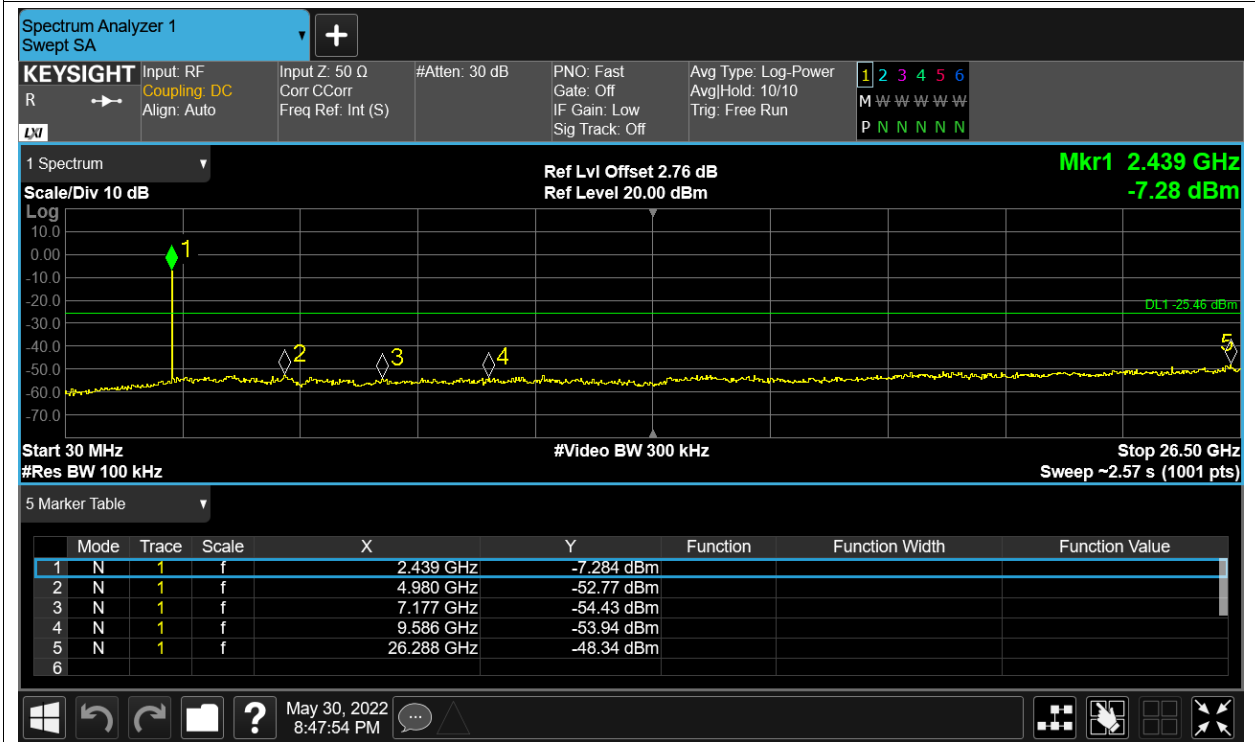 Spectrum Analyzer 1
Swept SA
KEYSIGHT
R
LXI
Input: RF
Coupling: DC
Align: Auto
Input Z: 50 Ω
Corr CCorr
Freq Ref: Int (S)
#Atten: 30 dB
PNO: Fast
Gate: Off
IF Gain: Low
Sig Track: Off
Avg Type: Log-Power
Avg|Hold: 10/10
Trig: Free Run
1 2 3 4 5 6
M W W W W W
P N N N N N
1 Spectrum
Scale/Div 10 dB
Ref Lvl Offset 2.76 dB
Ref Level 20.00 dBm
Mkr1 2.439 GHz
-7.28 dBm
Log
10.0
0.00
-10.0
-20.0
-30.0
-40.0
-50.0
-60.0
-70.0
1
2
3
4
5
DL1 -25.46 dBm
Start 30 MHz
#Res BW 100 kHz
#Video BW 300 kHz
Stop 26.50 GHz
Sweep ~2.57 s (1001 pts)
5 Marker Table
Mode Trace Scale X Y Function Function Width Function Value
1 N 1 f 2.439 GHz -7.284 dBm
2 N 1 f 4.980 GHz -52.77 dBm
3 N 1 f 7.177 GHz -54.43 dBm
4 N 1 f 9.586 GHz -53.94 dBm
5 N 1 f 26.288 GHz -48.34 dBm
6
?
May 30, 2022
8:47:54 PM